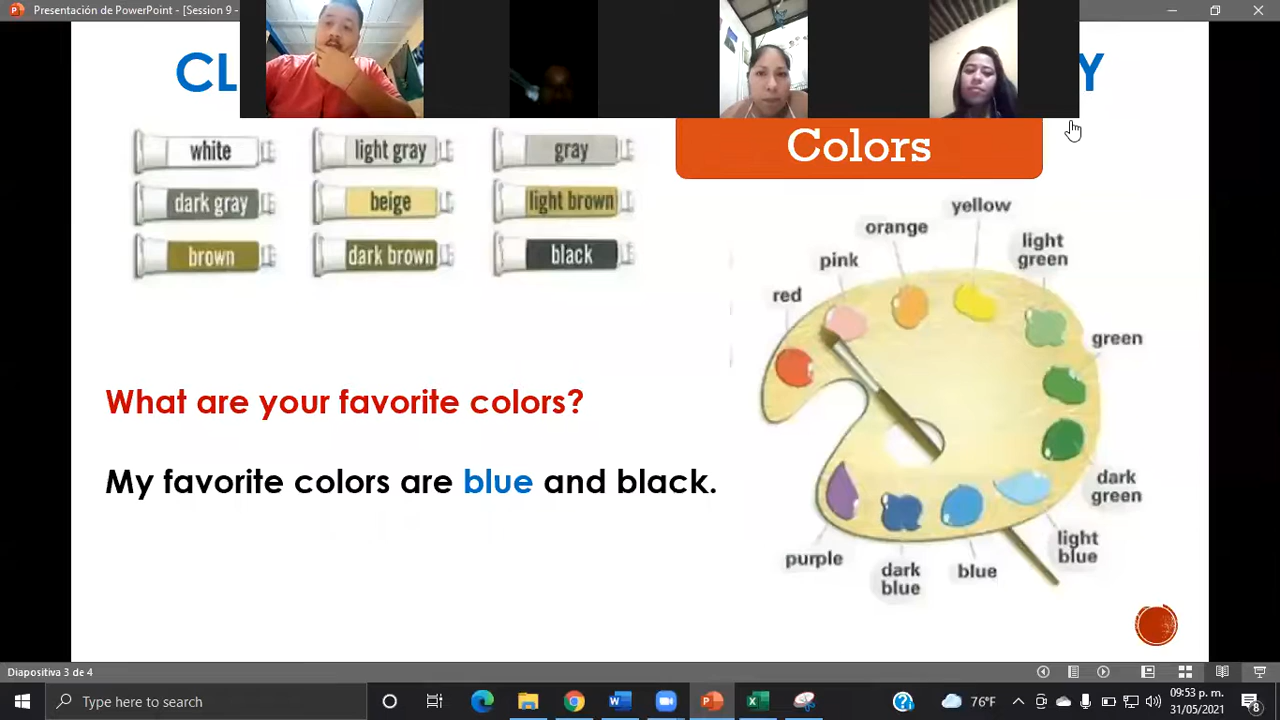 Presentación de PowerPoint - [Session 9 -
CL
Y
white
light gray
gray
dark gray
beige
light brown
brown
dark brown
black
Colors
yellow
orange
light
green
pink
red
green
dark
green
light
blue
blue
dark
blue
purple
What are your favorite colors?
My favorite colors are blue and black.
Diapositiva 3 de 4
Type here to search
76°F
09:53 p. m.
31/05/2021
8